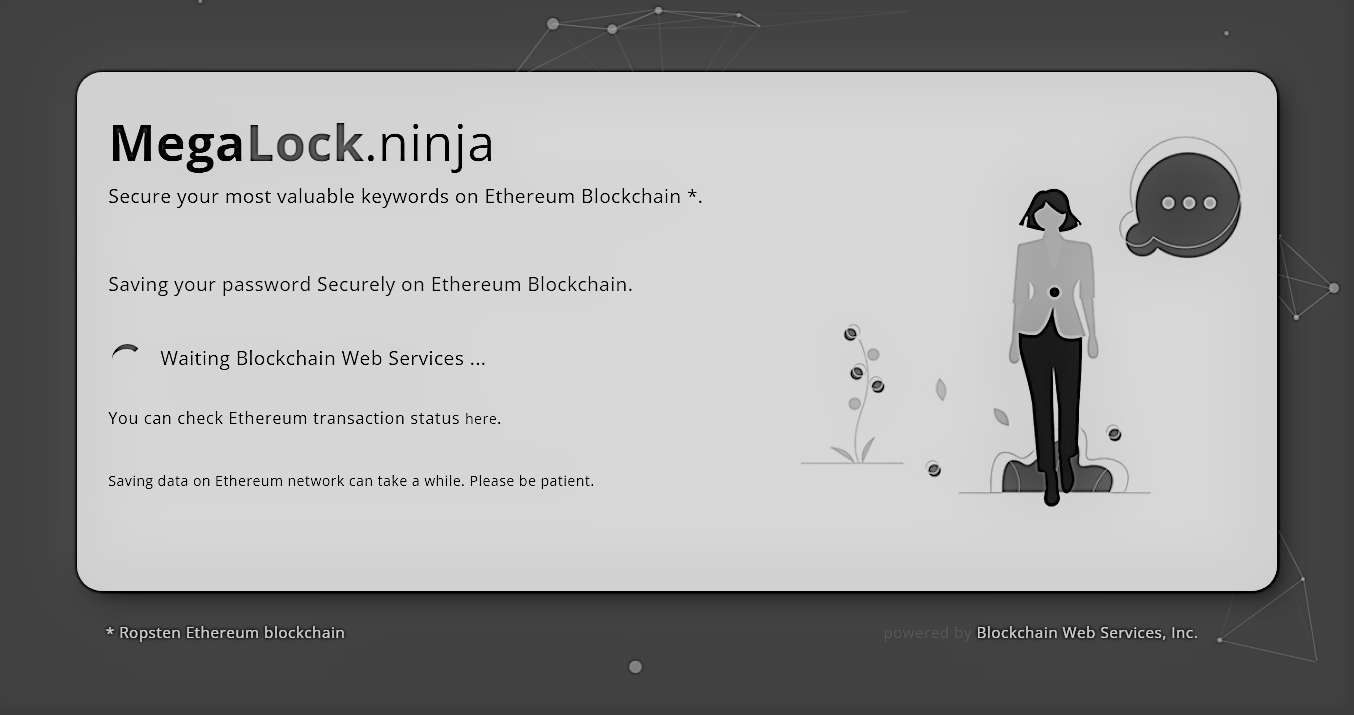 MegaLock.ninja
Secure your most valuable keywords on Ethereum Blockchain *.
Saving your password Securely on Ethereum Blockchain.
Waiting Blockchain Web Services ...
You can check Ethereum transaction status here.
Saving data on Ethereum network can take a while. Please be patient.
* Ropsten Ethereum blockchain
powered by Blockchain Web Services, Inc.